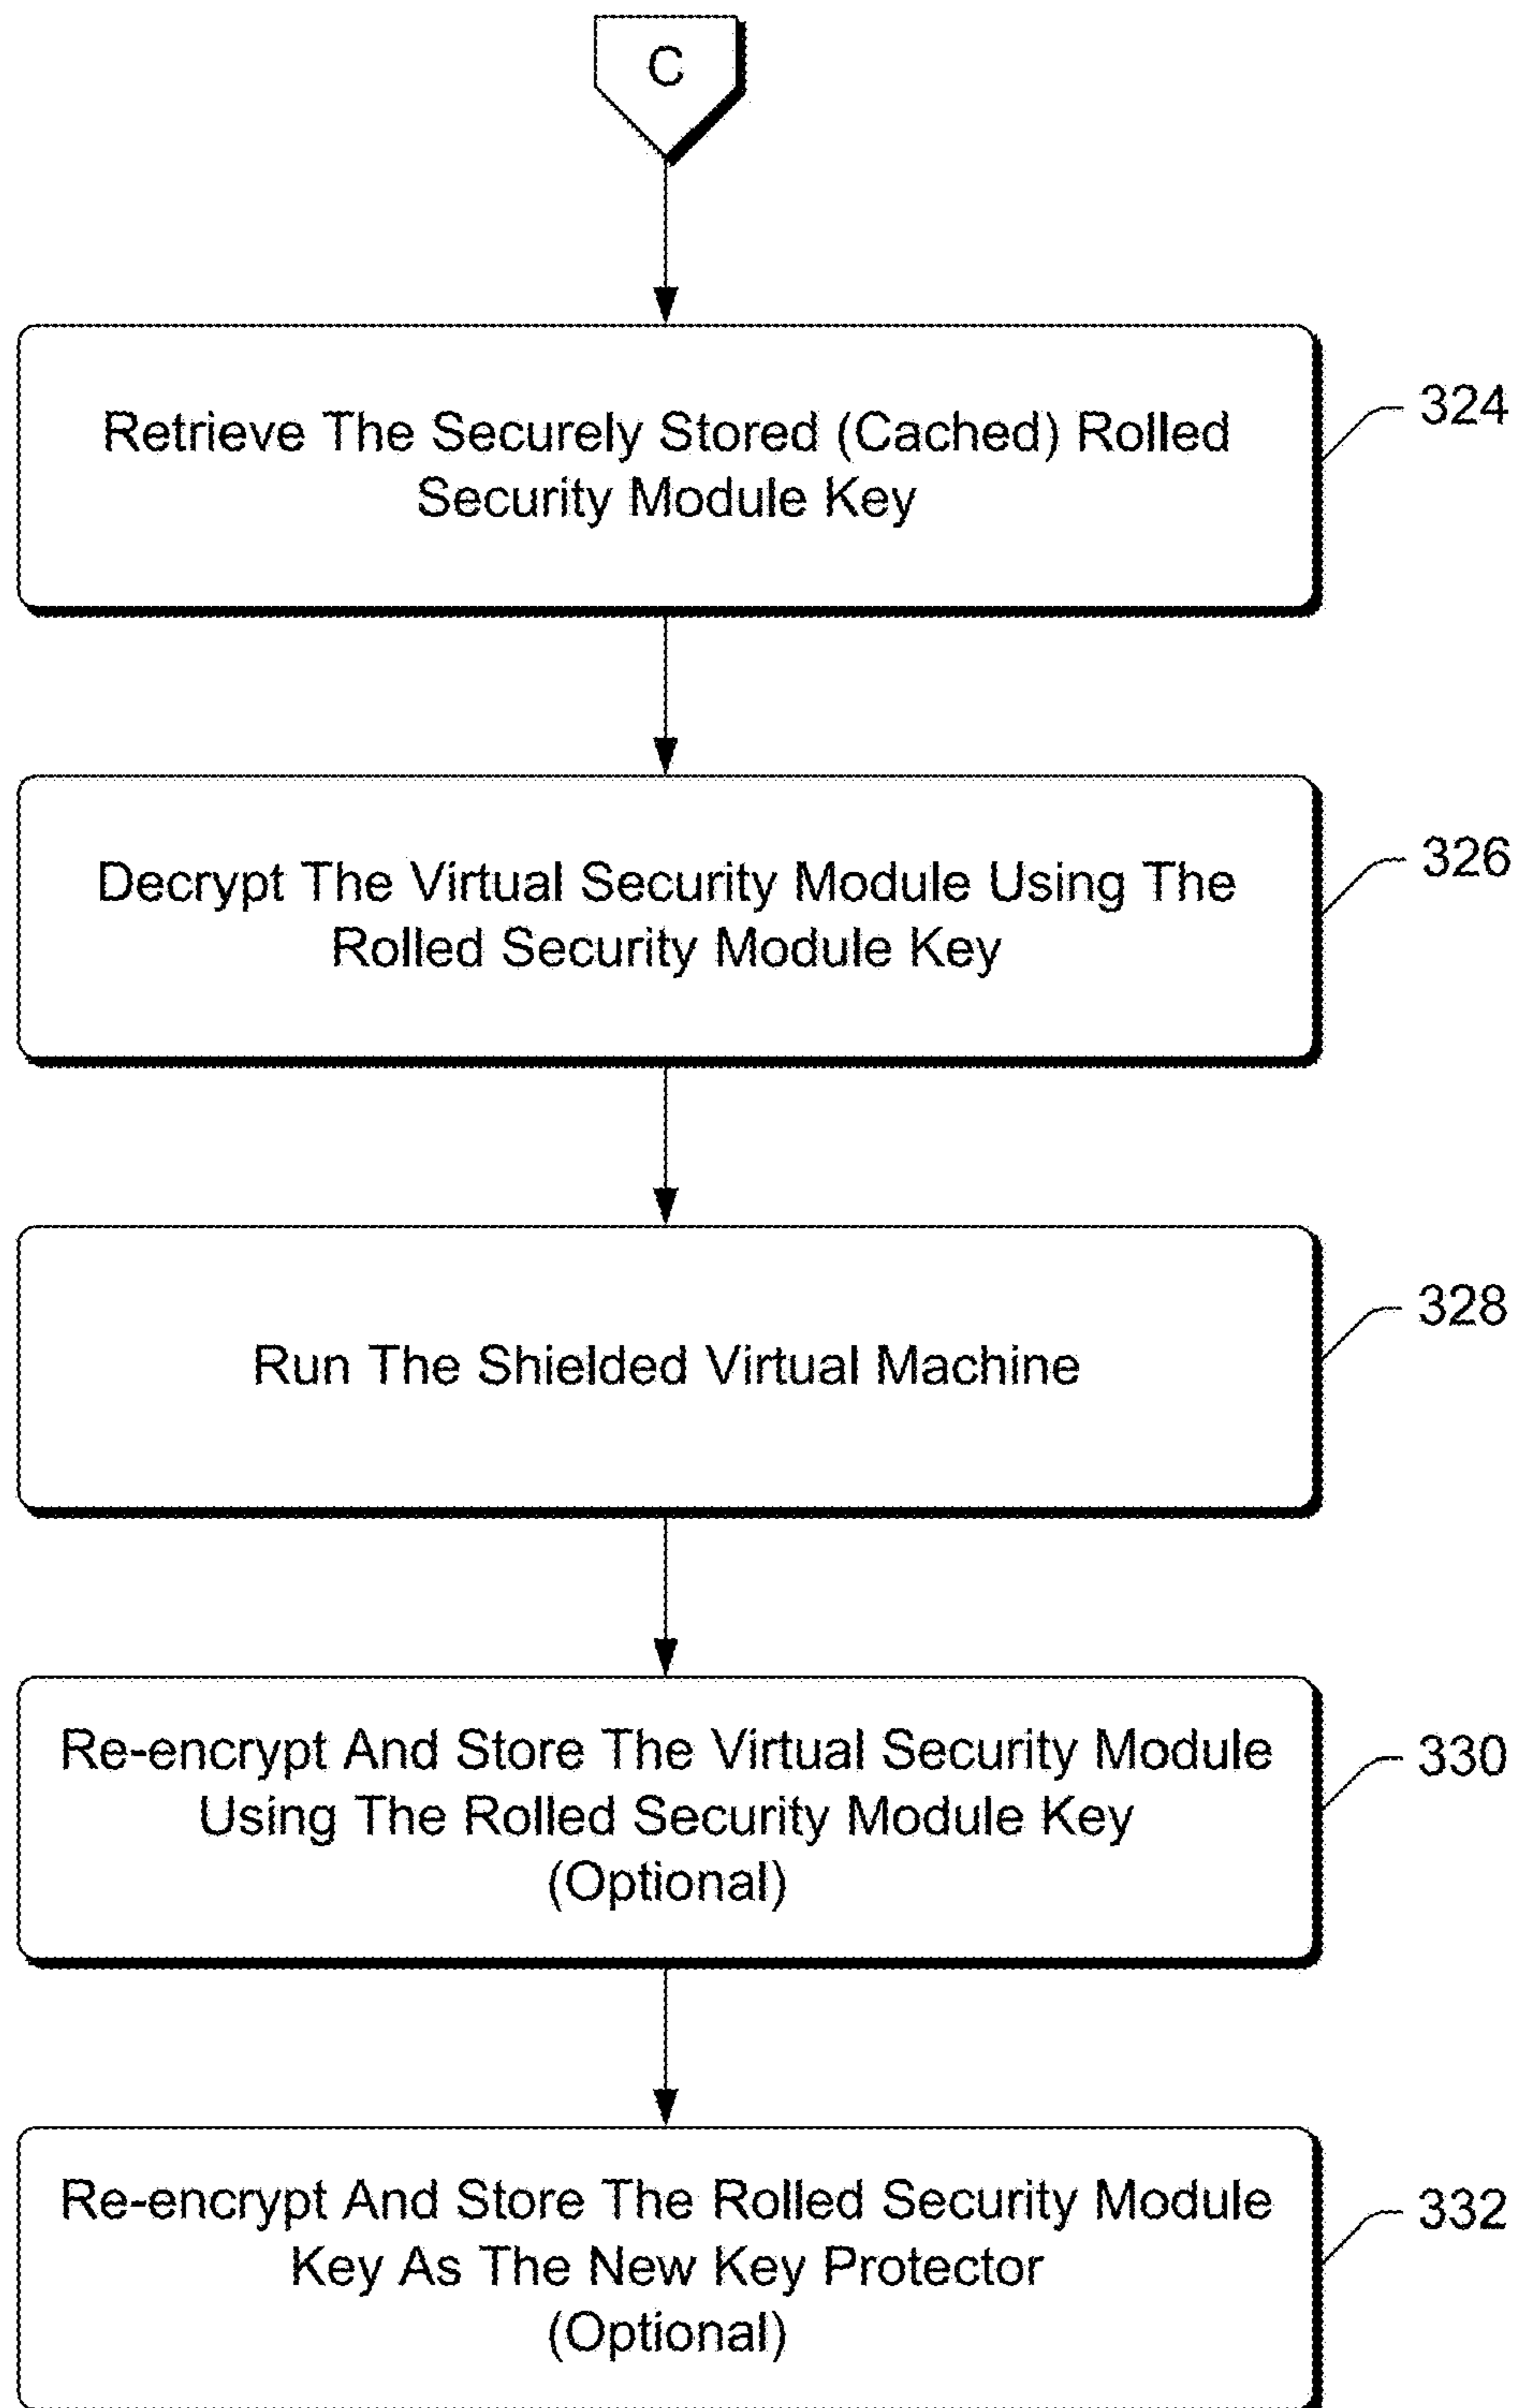 C
Retrieve The Securely Stored (Cached) Rolled
Security Module Key
324
Decrypt The Virtual Security Module Using The
Rolled Security Module Key
326
Run The Shielded Virtual Machine
328
Re-encrypt And Store The Virtual Security Module
Using The Rolled Security Module Key
(Optional)
330
Re-encrypt And Store The Rolled Security Module
Key As The New Key Protector
(Optional)
332